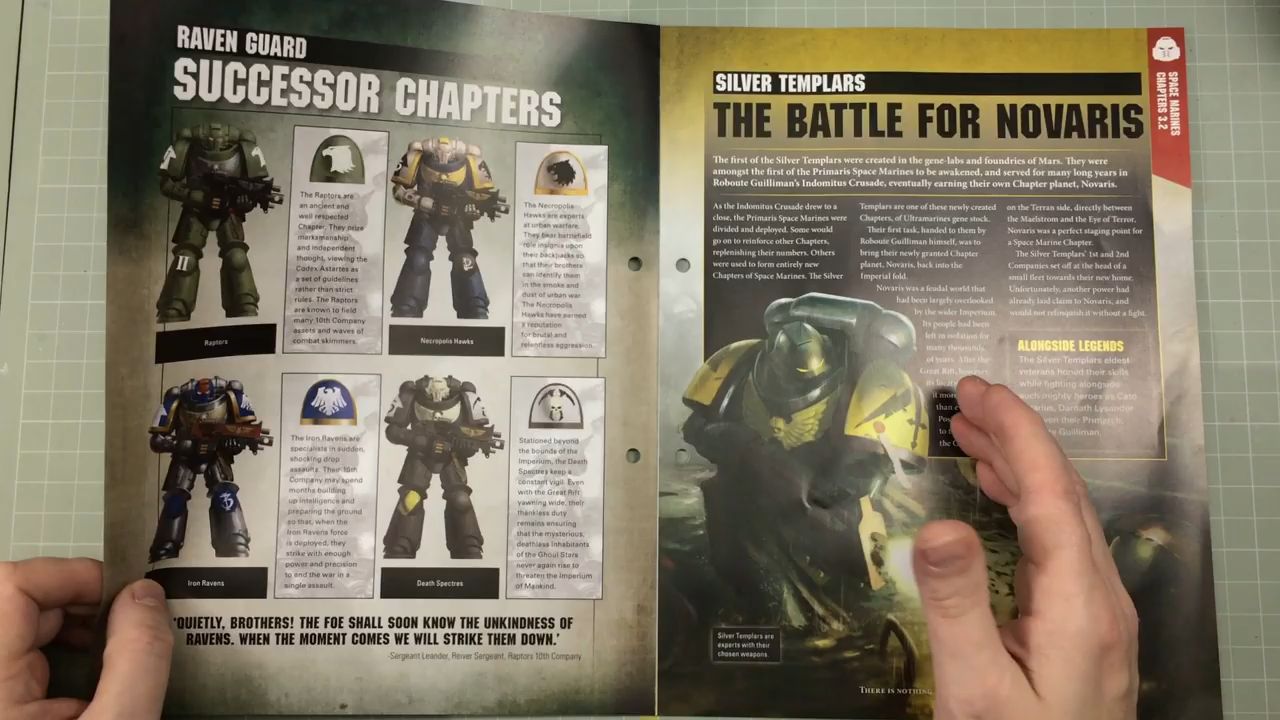 RAVEN GUARD
SUCCESSOR CHAPTERS
The Raptors are
an ancient and
well respected
Chapter. They prize
marksmanship
and independent
thought, viewing the
Codex Astartes as
a set of guidelines
rather than strict
rules. The Raptors
are known to field
many 10th Company
assets and waves of
combat skimmers.
Raptors
II
The Necropolis
Hawks are experts
at urban warfare.
They bear battlefield
role insignia upon
their backpacks so
that their brothers
can identify them
in the smoke and
dust of urban war.
The Necropolis
Hawks have earned
a reputation
for brutal and
relentless aggression.
Necropolis Hawks
The Iron Ravens are
specialists in sudden,
shocking drop
assaults. Their 10th
Company may spend
months building
up intelligence and
preparing the ground
so that, when the
Iron Ravens force
is deployed, they
strike with enough
power and precision
to end the war in a
single assault.
Iron Ravens
Stationed beyond
the bounds of the
Imperium, the Death
Spectres keep a
constant vigil. Even
with the Great Rift
yawning wide, their
thankless duty
remains ensuring
that the mysterious,
deathless inhabitants
of the Ghoul Stars
never again rise to
threaten the Imperium
of Mankind.
Death Spectres
'QUIETLY, BROTHERS! THE FOE SHALL SOON KNOW THE UNKINDNESS OF
RAVENS. WHEN THE MOMENT COMES WE WILL STRIKE THEM DOWN.'
-Sergeant Leander, Reiver Sergeant, Raptors 10th Company
SILVER TEMPLARS
THE BATTLE FOR NOVARIS
The first of the Silver Templars were created in the gene-labs and foundries of Mars. They were
amongst the first of the Primaris Space Marines to be awakened, and served for many long years in
Roboute Guilliman's Indomitus Crusade, eventually earning their own Chapter planet, Novaris.
As the Indomitus Crusade drew to a
close, the Primaris Space Marines were
divided and deployed. Some would
go on to reinforce other Chapters,
replenishing their numbers. Others
were used to form entirely new
Chapters of Space Marines. The Silver
Templars are one of these newly created
Chapters, of Ultramarines gene stock.
Their first task, handed to them by
Roboute Guilliman himself, was to
bring their newly granted Chapter
planet, Novaris, back into the
Imperial fold.
Novaris was a feudal world that
had been largely overlooked
by the wider Imperium.
Its people had been
left in isolation for
many thousands
of years. After the
Great Rift, however,
it more
than
to
the
on the Terran side, directly between
the Maelstrom and the Eye of Terror,
Novaris was a perfect staging point for
a Space Marine Chapter.
The Silver Templars' 1st and 2nd
Companies set off at the head of a
small fleet towards their new home.
Unfortunately, another power had
already laid claim to Novaris, and
would not relinquish it without a fight.
ALONGSIDE LEGENDS
The Silver Templars eldest
veterans honed their skills
while fighting alongside
such mighty heroes as Cato
Darnath Lysander
their Primarch,
Guilliman.
Silver Templars are
experts with their
chosen weapons.
THERE IS NOTHING
SPACE MARINES
CHAPTERS 3.2